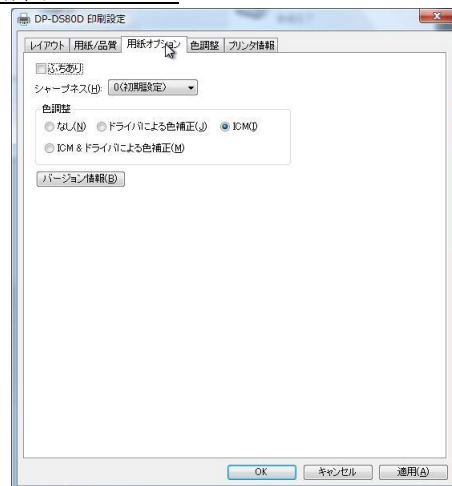 DP-DS80D 印刷設定
レイアウト 用紙/品質 用紙オプション 色調整 プリンタ情報
ふちあり
シャープネス(H): 0(初期設定)
色調整
なし(N) ドライバによる色補正(J) ICM(I)
ICM & ドライバによる色補正(M)
バージョン情報(B)
OK キャンセル 適用(A)